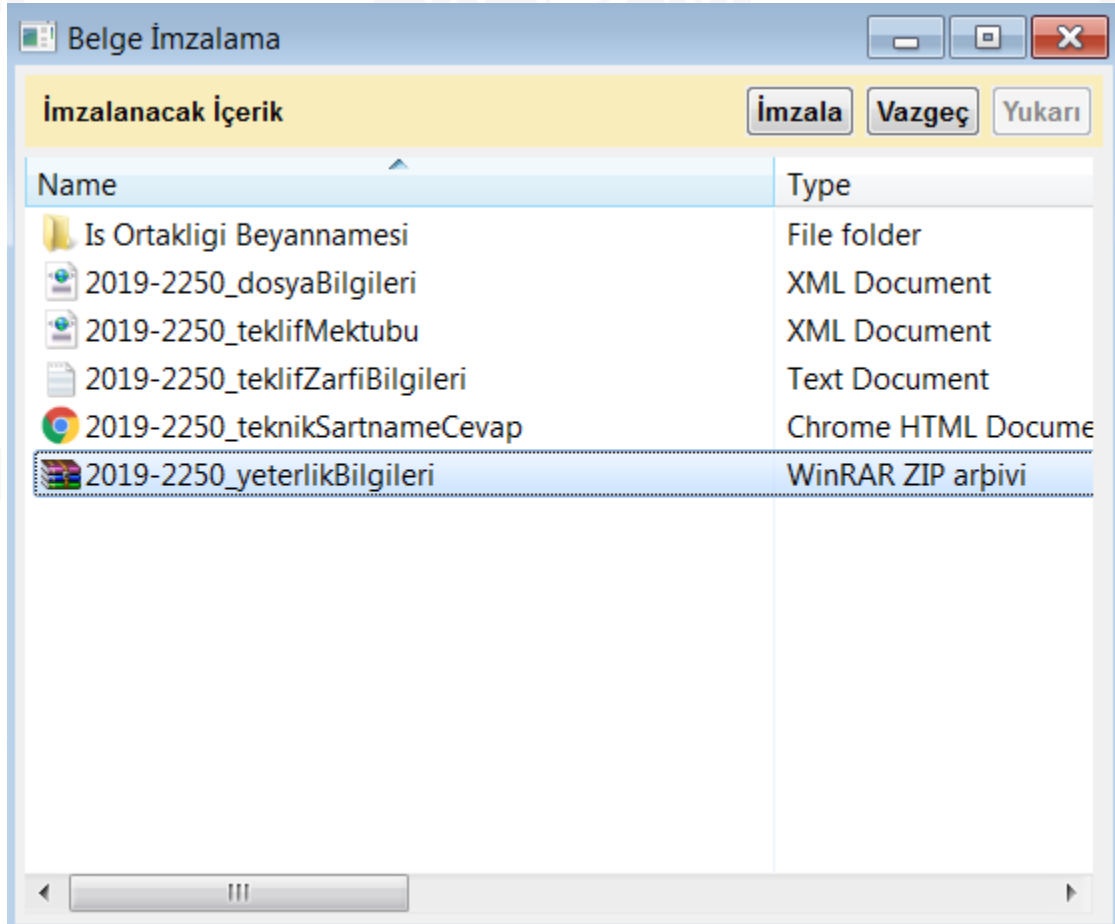 Belge İmzalama
İmzalanacak İçerik İmzala Vazgeç Yukarı
Name Type
Is Ortakligi Beyannamesi File folder
2019-2250_dosyaBilgileri XML Document
2019-2250_teklifMektubu XML Document
2019-2250_teklifZarfiBilgileri Text Document
2019-2250_teknikSartnameCevap Chrome HTML Docume
2019-2250_yeterlikBilgileri WinRAR ZIP arþivi